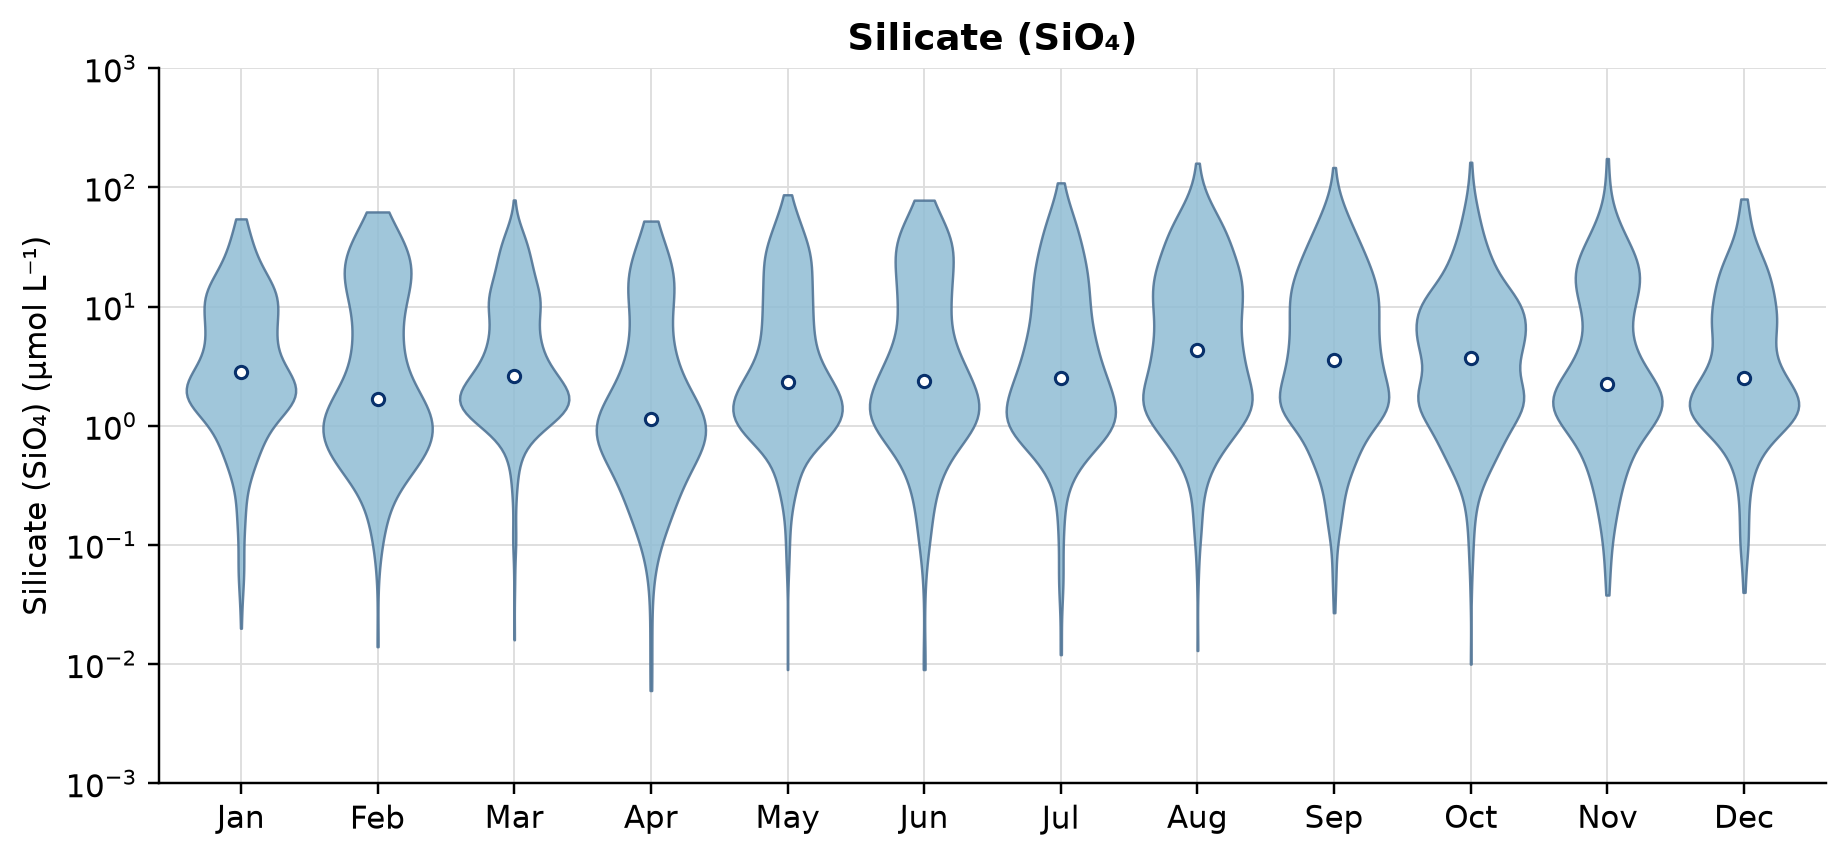 Silicate (SiO₄)
Silicate (SiO₄) (µmol L⁻¹)
10³
10²
10¹
10⁰
10⁻¹
10⁻²
10⁻³
Jan Feb Mar Apr May Jun Jul Aug Sep Oct Nov Dec